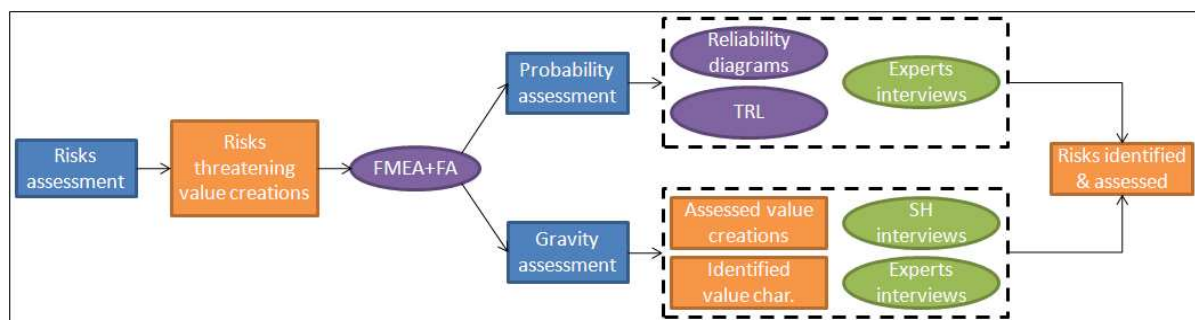 Risks
assessment
Risks
threatening
value creations
FMEA+FA
Probability
assessment
Reliability
diagrams
TRL
Experts
interviews
Gravity
assessment
Assessed value
creations
Identified
value char.
SH
interviews
Experts
interviews
Risks identified
& assessed